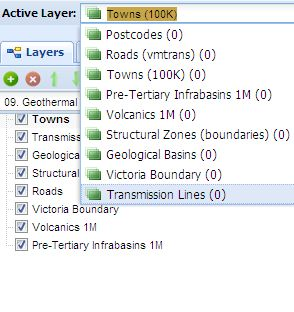 Active Layer: Towns (100K)
Postcodes (0)
Layers
Roads (vmtrans) (0)
Towns (100K) (0)
Pre-Tertiary Infrabasins 1M (0)
09. Geothermal
Volcanics 1M (0)
Towns
Structural Zones (boundaries) (0)
Transmiss
Geological Basins (0)
Geological
Victoria Boundary (0)
Structural
Transmission Lines (0)
Roads
Victoria Boundary
Volcanics 1M
Pre-Tertiary Infrabasins 1M